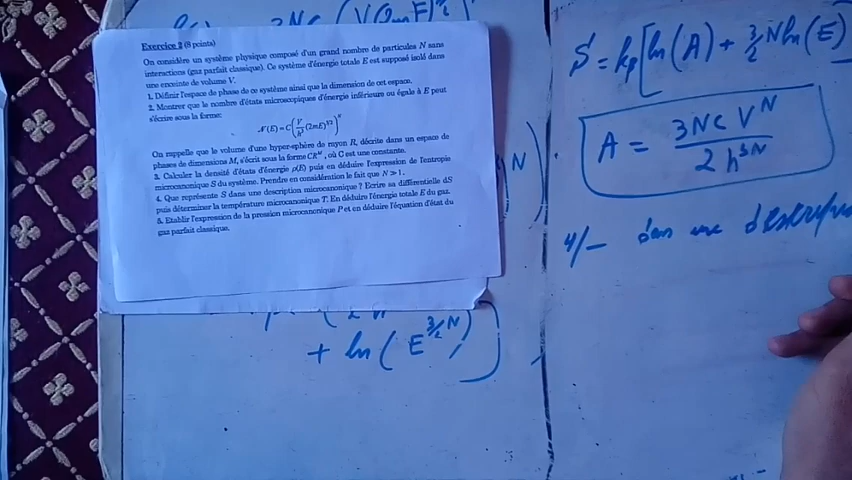 3NC (V(2mE)^{3/2}
Exercice 2 (8 points)
On considère un système physique composé d'un grand nombre de particules N sans
interactions (gaz parfait classique). Ce système d'énergie totale E est supposé isolé dans
une enceinte de volume V.
1. Définir l'espace de phase de ce système ainsi que la dimension de cet espace.
2. Montrer que le nombre d'états microscopiques d'énergie inférieure ou égale à E peut
s'écrire sous la forme:
𝒩(E) = C(V/h³ (2mE)^{3/2})^N
On rappelle que le volume d'une hyper-sphère de rayon R, décrite dans un espace de
phases de dimensions M, s'écrit sous la forme CR^M, où C est une constante.
3. Calculer la densité d'états d'énergie ρ(E) puis en déduire l'expression de l'entropie
microcanonique S du système. Prendre en considération le fait que N ≫ 1.
4. Que représente S dans une description microcanonique ? Ecrire sa différentielle dS
puis déterminer la température microcanonique T. En déduire l'énergie totale E du gaz.
5. Etablir l'expression de la pression microcanonique P et en déduire l'équation d'état du
gaz parfait classique.
) N
+ ln ( E^{3/2 N} )
S = k_B [ ln(A) + 3/2 N ln(E)
A = 3NC V^N / 2 h^{3N}
4/- dans une